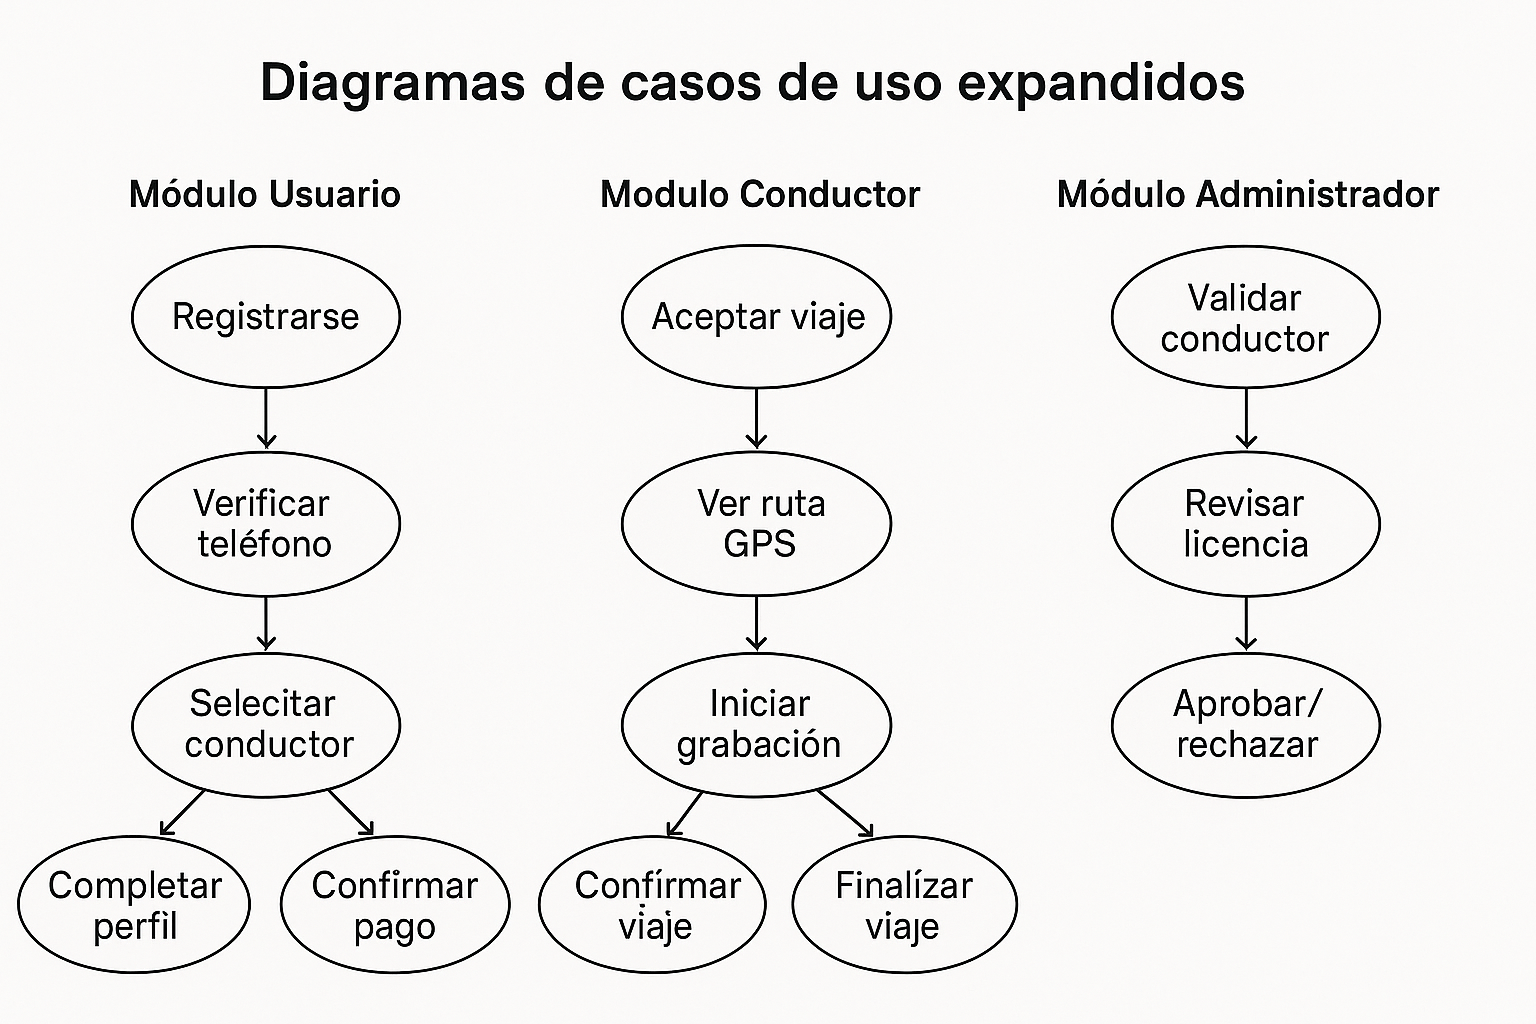 Diagramas de casos de uso expandidos
Módulo Usuario
Registrarse
Verificar
teléfono
Selecitar
conductor
Completar
perfil
Confirmar
pago
Modulo Conductor
Aceptar viaje
Ver ruta
GPS
Iniciar
grabación
Confírmar
viaje
Finalízar
viaje
Módulo Administrador
Validar
conductor
Revisar
licencia
Aprobar/
rechazar